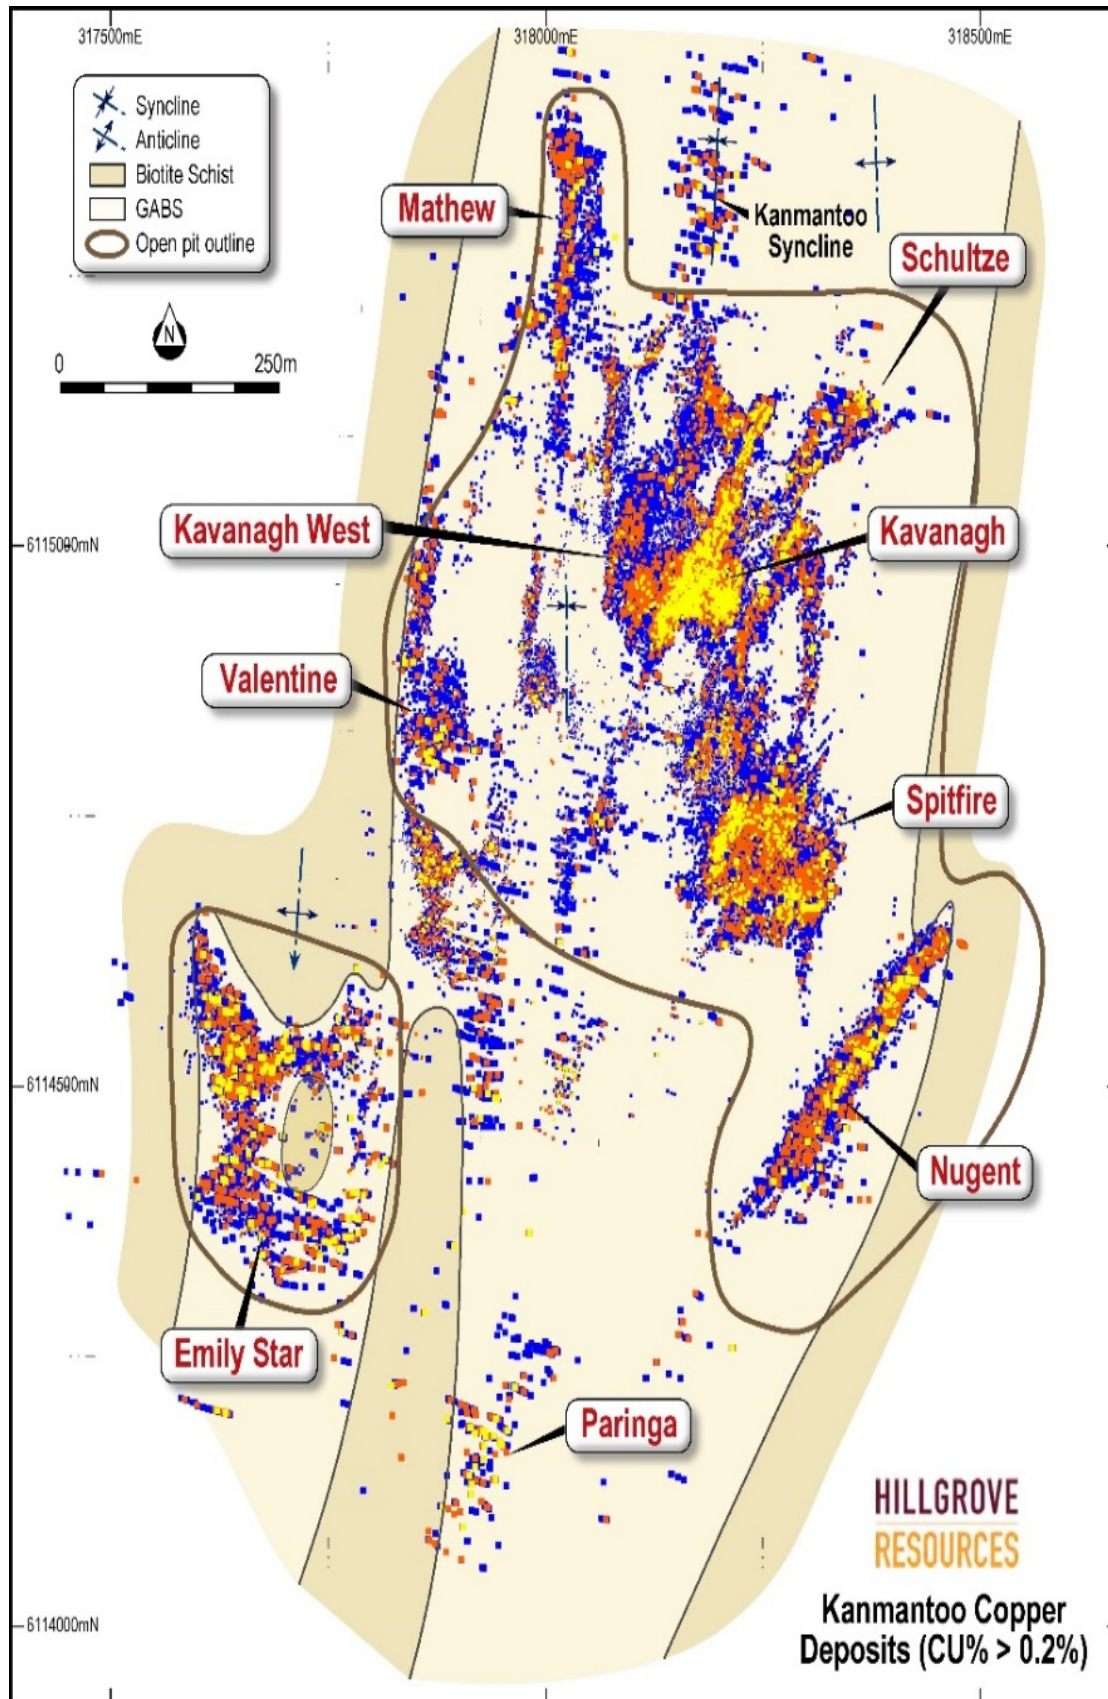 317500mE
318000mE
318500mE
Syncline
Anticline
Biotite Schist
GABS
Open pit outline
N
0
250m
Mathew
Kanmantoo
Syncline
Schultze
Kavanagh West
Kavanagh
6115000mN
Valentine
Spitfire
6114500mN
Nugent
Emily Star
Paringa
HILLGROVE
RESOURCES
6114000mN
Kanmantoo Copper
Deposits (CU% > 0.2%)